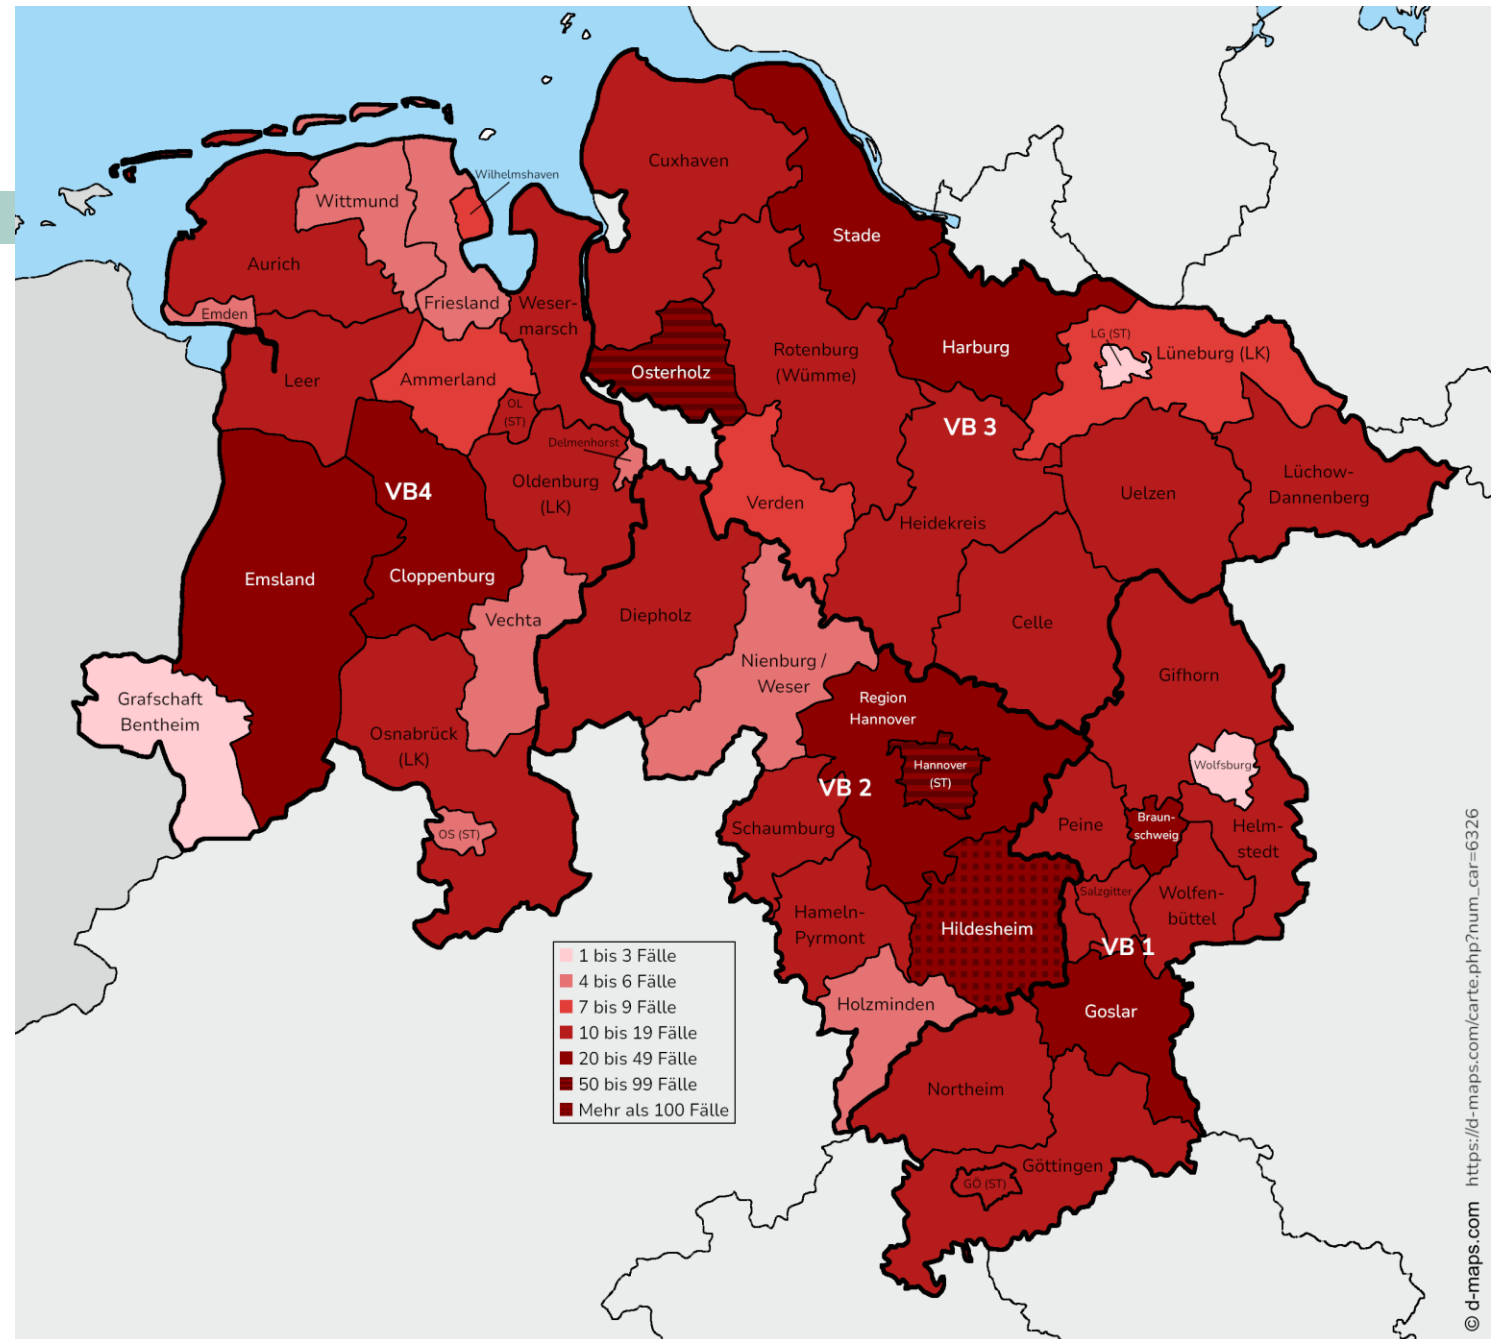 Wilhelmshaven
Cuxhaven
Wittmund
Stade
Aurich
Friesland
Weser-
marsch
Emden
LG (ST)
Lüneburg (LK)
Harburg
Rotenburg
(Wümme)
Osterholz
Leer
Ammerland
OL
(ST)
VB 3
Delmenhorst
Oldenburg
(LK)
VB4
Lüchow-
Dannenberg
Uelzen
Verden
Heidekreis
Emsland
Cloppenburg
Vechta
Diepholz
Celle
Nienburg /
Weser
Gifhorn
Grafschaft
Bentheim
Region
Hannover
Osnabrück
(LK)
Hannover
(ST)
Wolfsburg
VB 2
Schaumburg
Peine
Braun-
schweig
Helm-
stedt
OS (ST)
Salzgitter
Wolfen-
büttel
Hameln-
Pyrmont
Hildesheim
VB 1
Holzminden
Goslar
Northeim
Göttingen
GÖ (ST)
1 bis 3 Fälle
4 bis 6 Fälle
7 bis 9 Fälle
10 bis 19 Fälle
20 bis 49 Fälle
50 bis 99 Fälle
Mehr als 100 Fälle
© d-maps.com https://d-maps.com/carte.php?num_car=6326